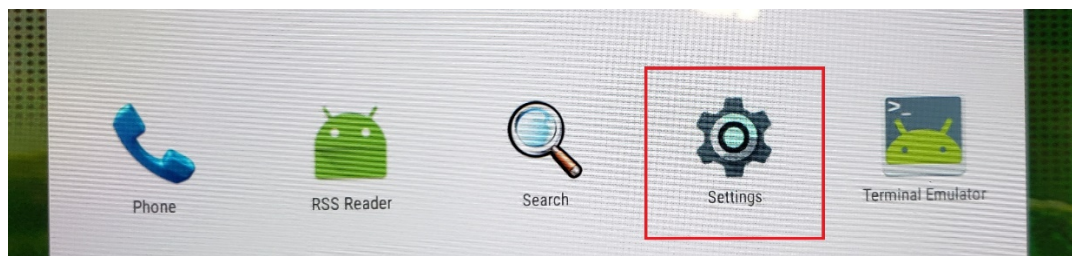 >_
Phone
RSS Reader
Search
Settings
Terminal Emulator